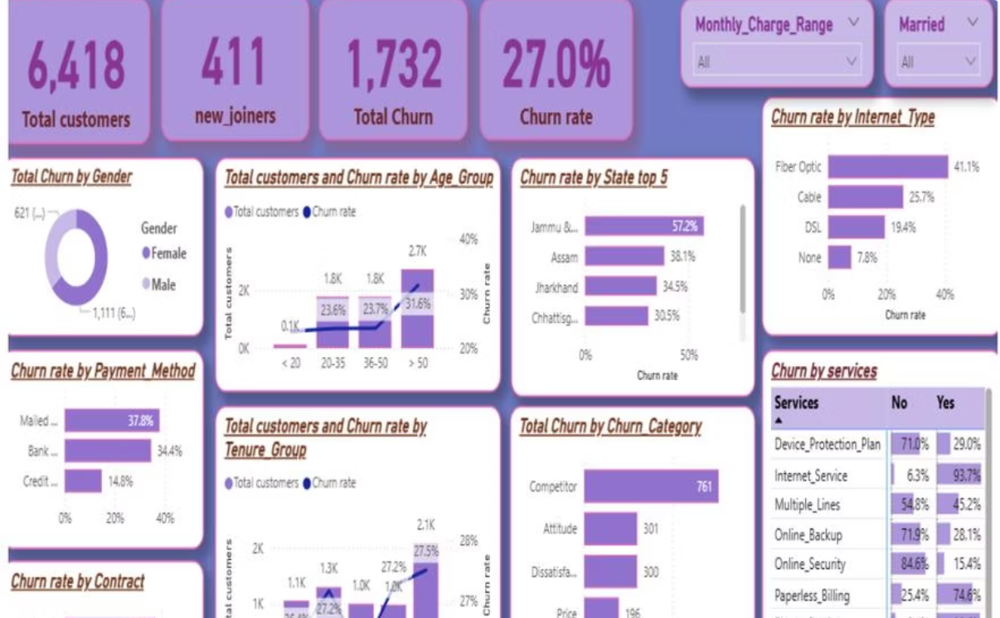 6,418
Total customers
411
new_joiners
1,732
Total Churn
27.0%
Churn rate
Monthly_Charge_Range
All
Married
All
Total Churn by Gender
621 (...)
1,111 (6...)
Gender
Female
Male
Total customers and Churn rate by Age_Group
Total customers Churn rate
Total customers
2K
0K
0.1K
1.8K
1.8K
2.7K
23.6%
23.7%
31.6%
40%
30%
20%
Churn rate
< 20 20-35 36-50 > 50
Churn rate by State top 5
Jammu &... 57.2%
Assam 38.1%
Jharkhand 34.5%
Chhattisg... 30.5%
0% 50%
Churn rate
Churn rate by Internet_Type
Fiber Optic 41.1%
Cable 25.7%
DSL 19.4%
None 7.8%
0% 20% 40%
Churn rate
Churn rate by Payment_Method
Mailed ... 37.8%
Bank ... 34.4%
Credit ... 14.8%
0% 20% 40%
Churn rate by Contract
Total customers and Churn rate by
Tenure_Group
Total customers Churn rate
tal customers
2K
1K
1.1K
1.3K
1.0K
1.0K
2.1K
27.2%
27.2%
27.5%
28%
27%
Churn rate
Total Churn by Churn_Category
Competitor 761
Attitude 301
Dissatisfa... 300
Price 196
Churn by services
Services No Yes
Device_Protection_Plan 71.0% 29.0%
Internet_Service 6.3% 93.7%
Multiple_Lines 54.8% 45.2%
Online_Backup 71.9% 28.1%
Online_Security 84.6% 15.4%
Paperless_Billing 25.4% 74.6%